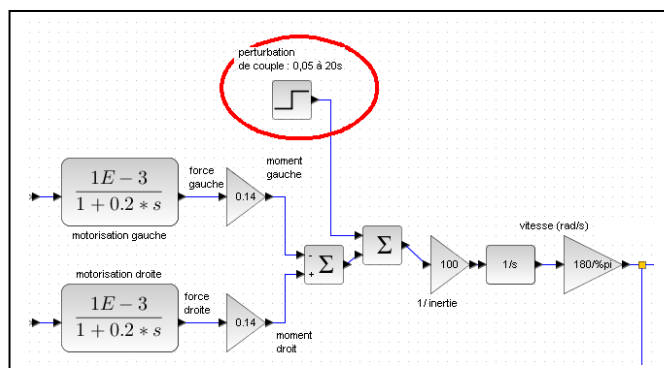 perturbation
de couple : 0,05 à 20s
1E − 3
1 + 0.2 * s
motorisation gauche
force
gauche
0.14
moment
gauche
-
+
Σ
Σ
100
1/ inertie
1/s
vitesse (rad/s)
180/%pi
motorisation droite
1E − 3
1 + 0.2 * s
force
droite
0.14
moment
droit